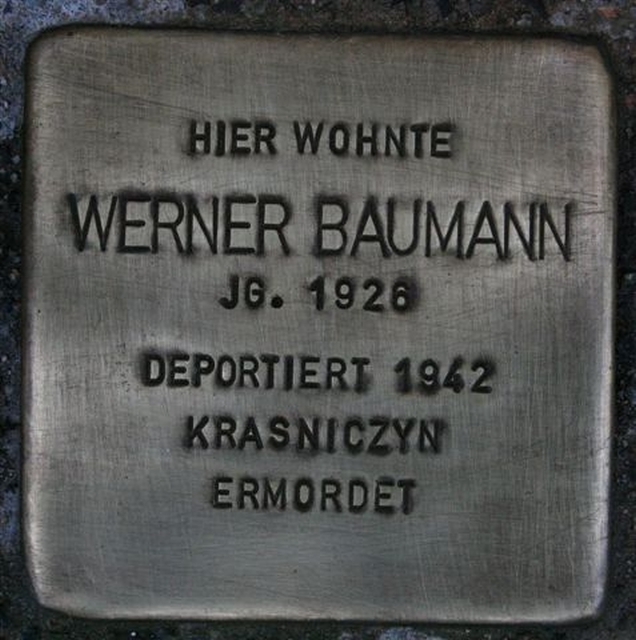 HIER WOHNTE
WERNER BAUMANN
JG. 1926
DEPORTIERT 1942
KRASNICZYN
ERMORDET